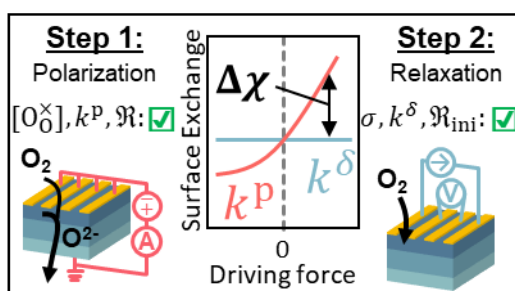 Step 1:
Polarization
[O_O^×], k^p, ℜ: ☑
O₂
O²⁻
−
+
A
Surface Exchange
Δχ
k^p
k^δ
0
Driving force
Step 2:
Relaxation
σ, k^δ, ℜ_ini: ☑
O₂
V